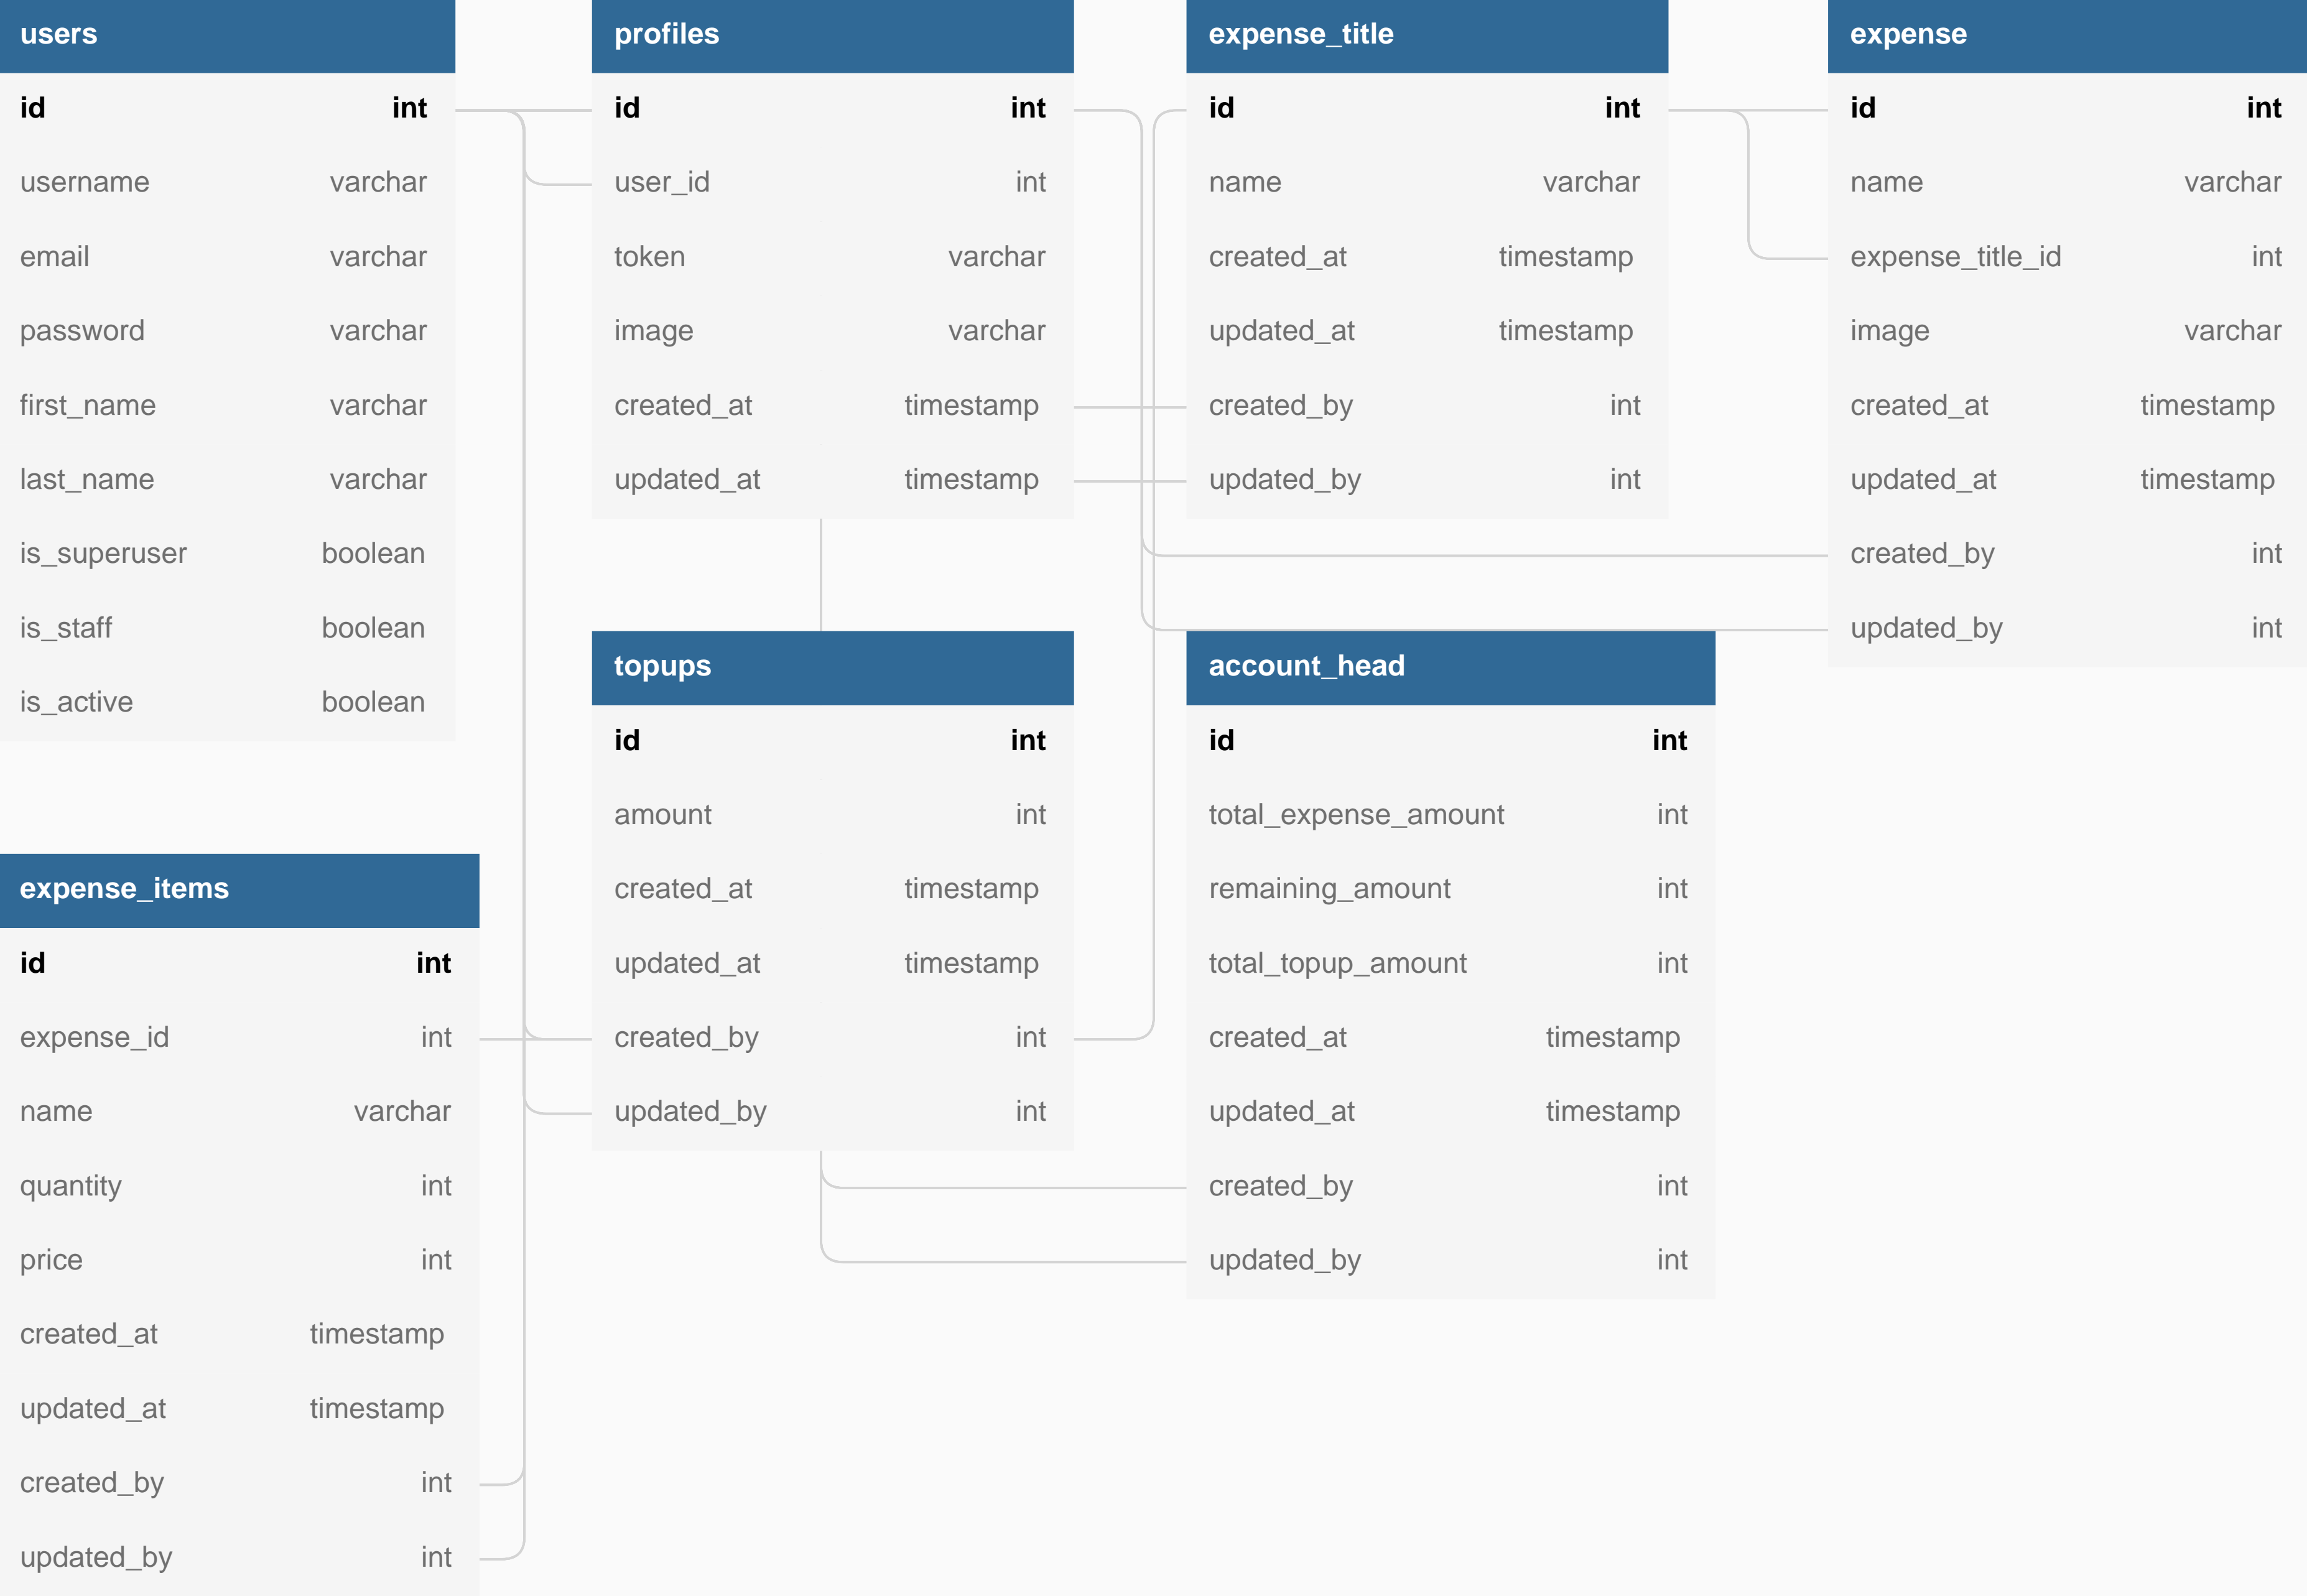 users
id int
username varchar
email varchar
password varchar
first_name varchar
last_name varchar
is_superuser boolean
is_staff boolean
is_active boolean
profiles
id int
user_id int
token varchar
image varchar
created_at timestamp
updated_at timestamp
expense_title
id int
name varchar
created_at timestamp
updated_at timestamp
created_by int
updated_by int
expense
id int
name varchar
expense_title_id int
image varchar
created_at timestamp
updated_at timestamp
created_by int
updated_by int
topups
id int
amount int
created_at timestamp
updated_at timestamp
created_by int
updated_by int
account_head
id int
total_expense_amount int
remaining_amount int
total_topup_amount int
created_at timestamp
updated_at timestamp
created_by int
updated_by int
expense_items
id int
expense_id int
name varchar
quantity int
price int
created_at timestamp
updated_at timestamp
created_by int
updated_by int